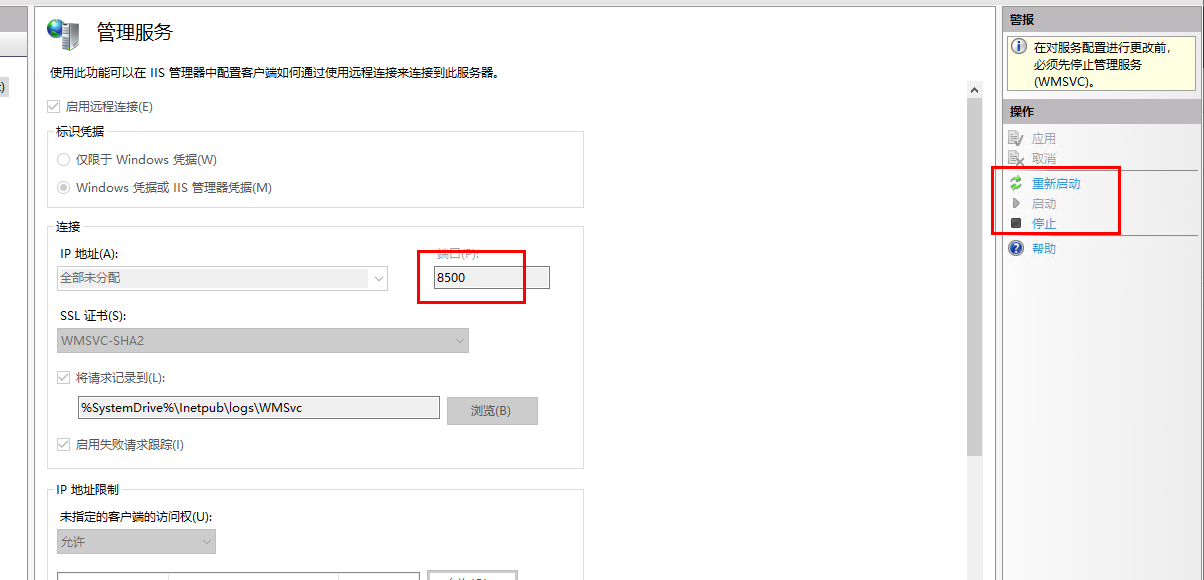 管理服务
使用此功能可以在 IIS 管理器中配置客户端如何通过使用远程连接来连接到此服务器。
启用远程连接(E)
标识凭据
仅限于 Windows 凭据(W)
Windows 凭据或 IIS 管理器凭据(M)
连接
IP 地址(A):
端口(P):
全部未分配
8500
SSL 证书(S):
WMSVC-SHA2
将请求记录到(L):
%SystemDrive%\Inetpub\logs\WMSvc
浏览(B)
启用失败请求跟踪(I)
IP 地址限制
未指定的客户端的访问权(U):
允许
警报
在对服务配置进行更改前，
必须先停止管理服务
(WMSVC)。
操作
应用
取消
重新启动
启动
停止
帮助